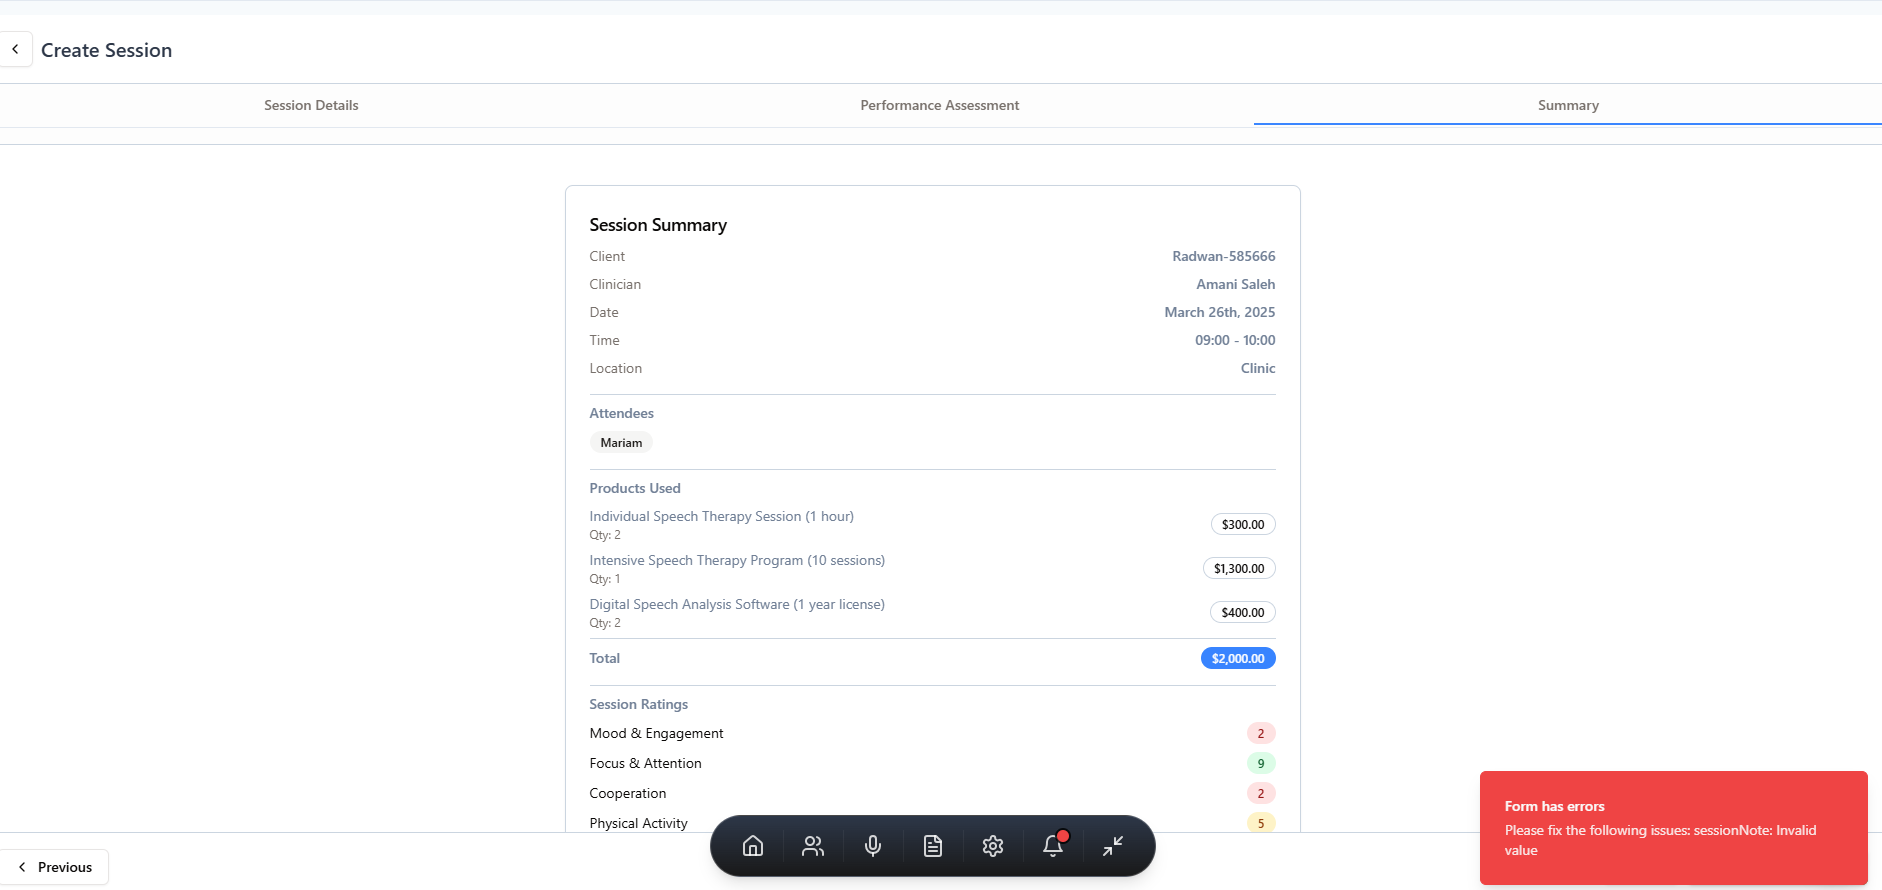 Create Session
Session Details
Performance Assessment
Summary
Session Summary
Client
Radwan-585666
Clinician
Amani Saleh
Date
March 26th, 2025
Time
09:00 - 10:00
Location
Clinic
Attendees
Mariam
Products Used
Individual Speech Therapy Session (1 hour)
Qty: 2
$300.00
Intensive Speech Therapy Program (10 sessions)
Qty: 1
$1,300.00
Digital Speech Analysis Software (1 year license)
Qty: 2
$400.00
Total
$2,000.00
Session Ratings
Mood & Engagement
2
Focus & Attention
9
Cooperation
2
Physical Activity
5
Previous
Form has errors
Please fix the following issues: sessionNote: Invalid
value